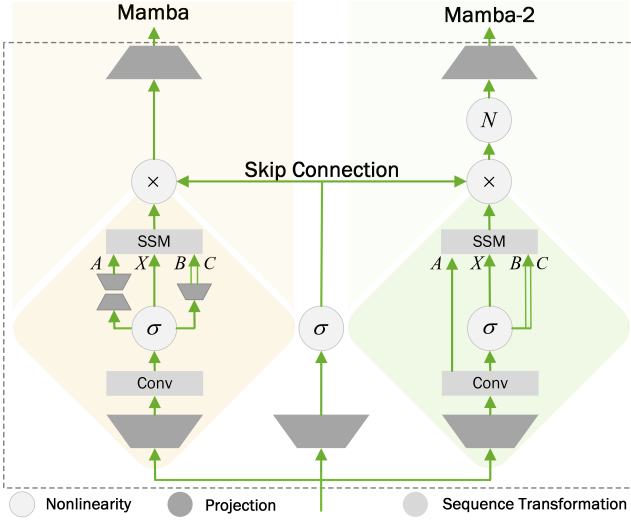 Mamba
Mamba-2
N
Skip Connection
×
×
SSM
SSM
A
X
B
C
A
X
B
C
σ
σ
σ
Conv
Conv
Nonlinearity
Projection
Sequence Transformation